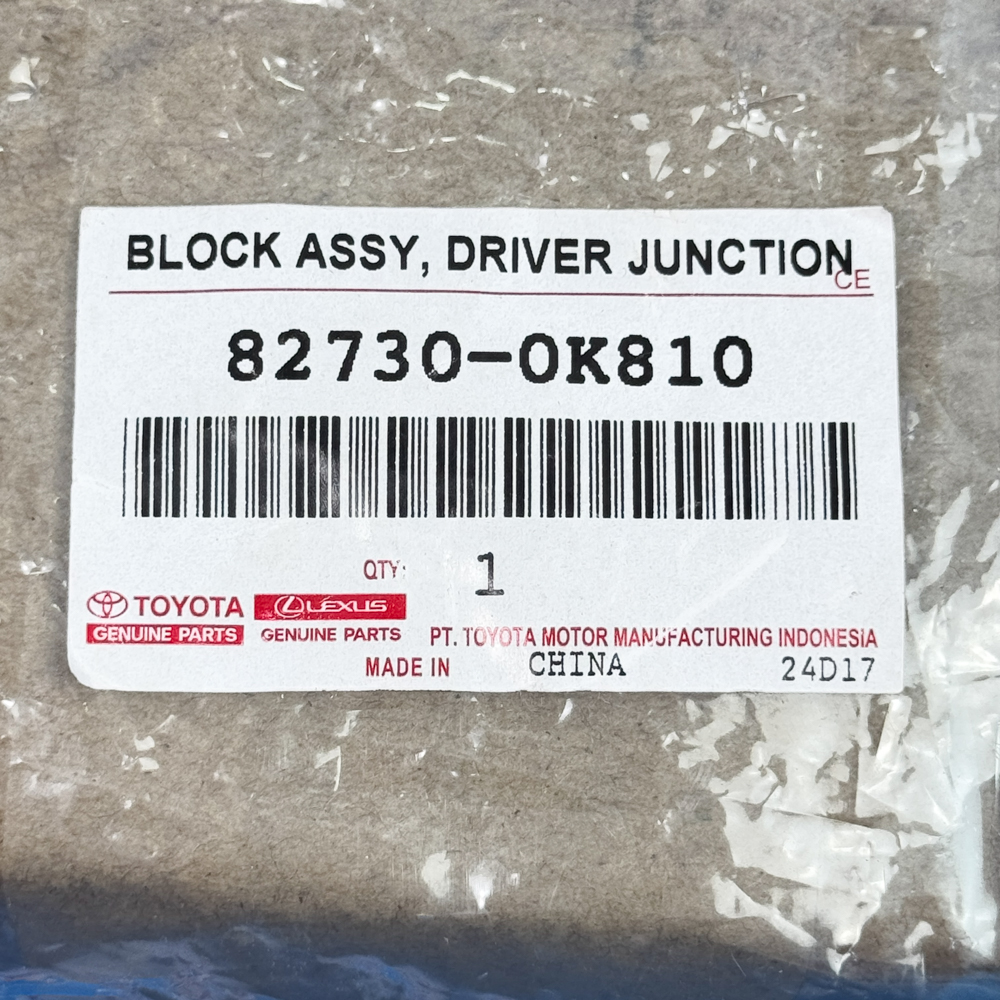 BLOCK ASSY, DRIVER JUNCTION
CE
82730-0K810
QTY: 1
TOYOTA LEXUS
GENUINE PARTS GENUINE PARTS PT. TOYOTA MOTOR MANUFACTURING INDONESIA
MADE IN CHINA 24D17